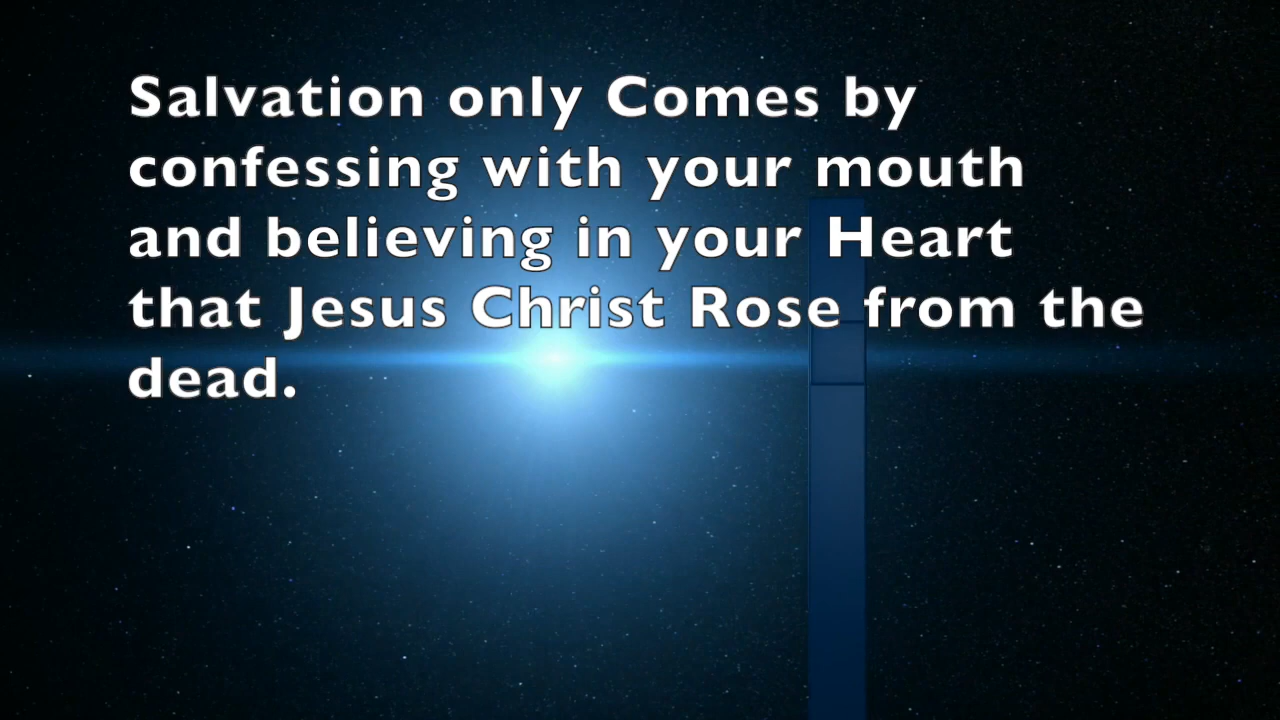 Salvation only Comes by
confessing with your mouth
and believing in your Heart
that Jesus Christ Rose from the
dead.